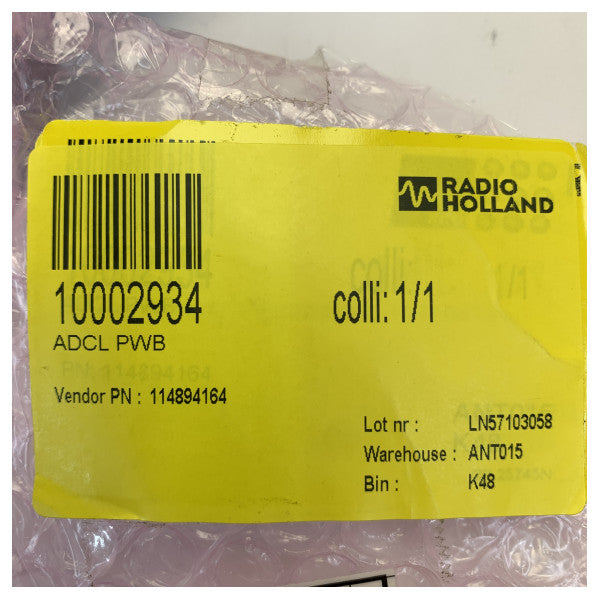 RADIO
HOLLAND
10002934
colli: 1/1
ADCL PWB
Vendor PN : 114894164
Lot nr : LN57103058
Warehouse : ANT015
Bin : K48